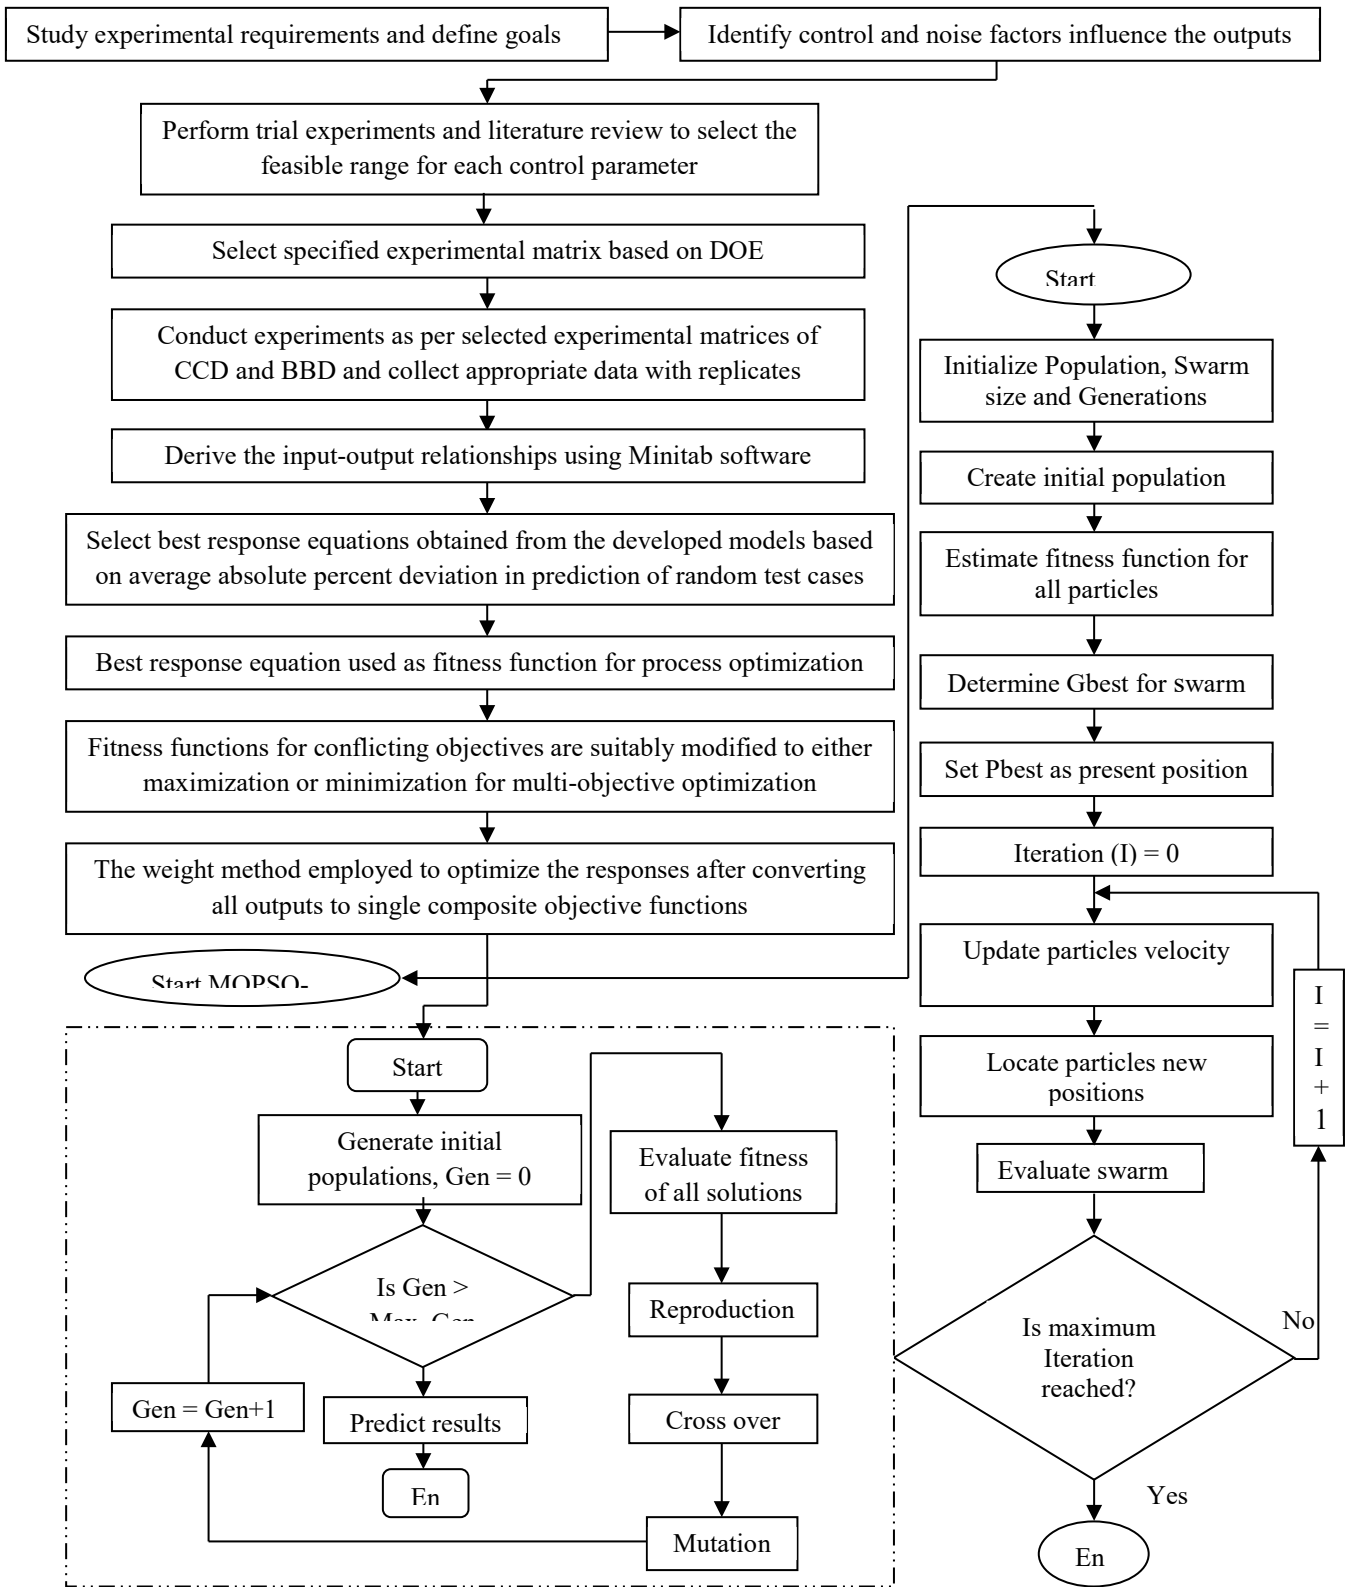 Study experimental requirements and define goals
Identify control and noise factors influence the outputs
Perform trial experiments and literature review to select the
feasible range for each control parameter
Select specified experimental matrix based on DOE
Conduct experiments as per selected experimental matrices of
CCD and BBD and collect appropriate data with replicates
Derive the input-output relationships using Minitab software
Select best response equations obtained from the developed models based
on average absolute percent deviation in prediction of random test cases
Best response equation used as fitness function for process optimization
Fitness functions for conflicting objectives are suitably modified to either
maximization or minimization for multi-objective optimization
The weight method employed to optimize the responses after converting
all outputs to single composite objective functions
Start MOPSO-
Start
Generate initial
populations, Gen = 0
Is Gen >
Max. Gen
Gen = Gen+1
Predict results
En
Evaluate fitness
of all solutions
Reproduction
Cross over
Mutation
Start
Initialize Population, Swarm
size and Generations
Create initial population
Estimate fitness function for
all particles
Determine Gbest for swarm
Set Pbest as present position
Iteration (I) = 0
Update particles velocity
Locate particles new
positions
Evaluate swarm
Is maximum
Iteration
reached?
No
I
=
I
+
1
Yes
En